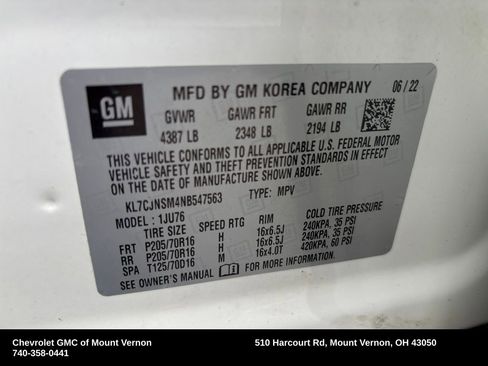 GM
MFD BY GM KOREA COMPANY 06/22
GVWR GAWR FRT GAWR RR
4387 LB 2348 LB 2194 LB
THIS VEHICLE CONFORMS TO ALL APPLICABLE U.S. FEDERAL MOTOR
VEHICLE SAFETY AND THEFT PREVENTION STANDARDS IN EFFECT
ON THE DATE OF MANUFACTURE SHOWN ABOVE.
KL7CJNSM4NB547563 TYPE: MPV
MODEL: 1JU76
TIRE SIZE SPEED RTG RIM COLD TIRE PRESSURE
FRT P205/70R16 H 16x6.5J 240KPA, 35 PSI
RR P205/70R16 H 16x6.5J 240KPA, 35 PSI
SPA T125/70D16 M 16x4.0T 420KPA, 60 PSI
SEE OWNER'S MANUAL FOR ADDITIONAL INFORMATION.
Chevrolet GMC of Mount Vernon 510 Harcourt Rd, Mount Vernon, OH 43050
740-358-0441